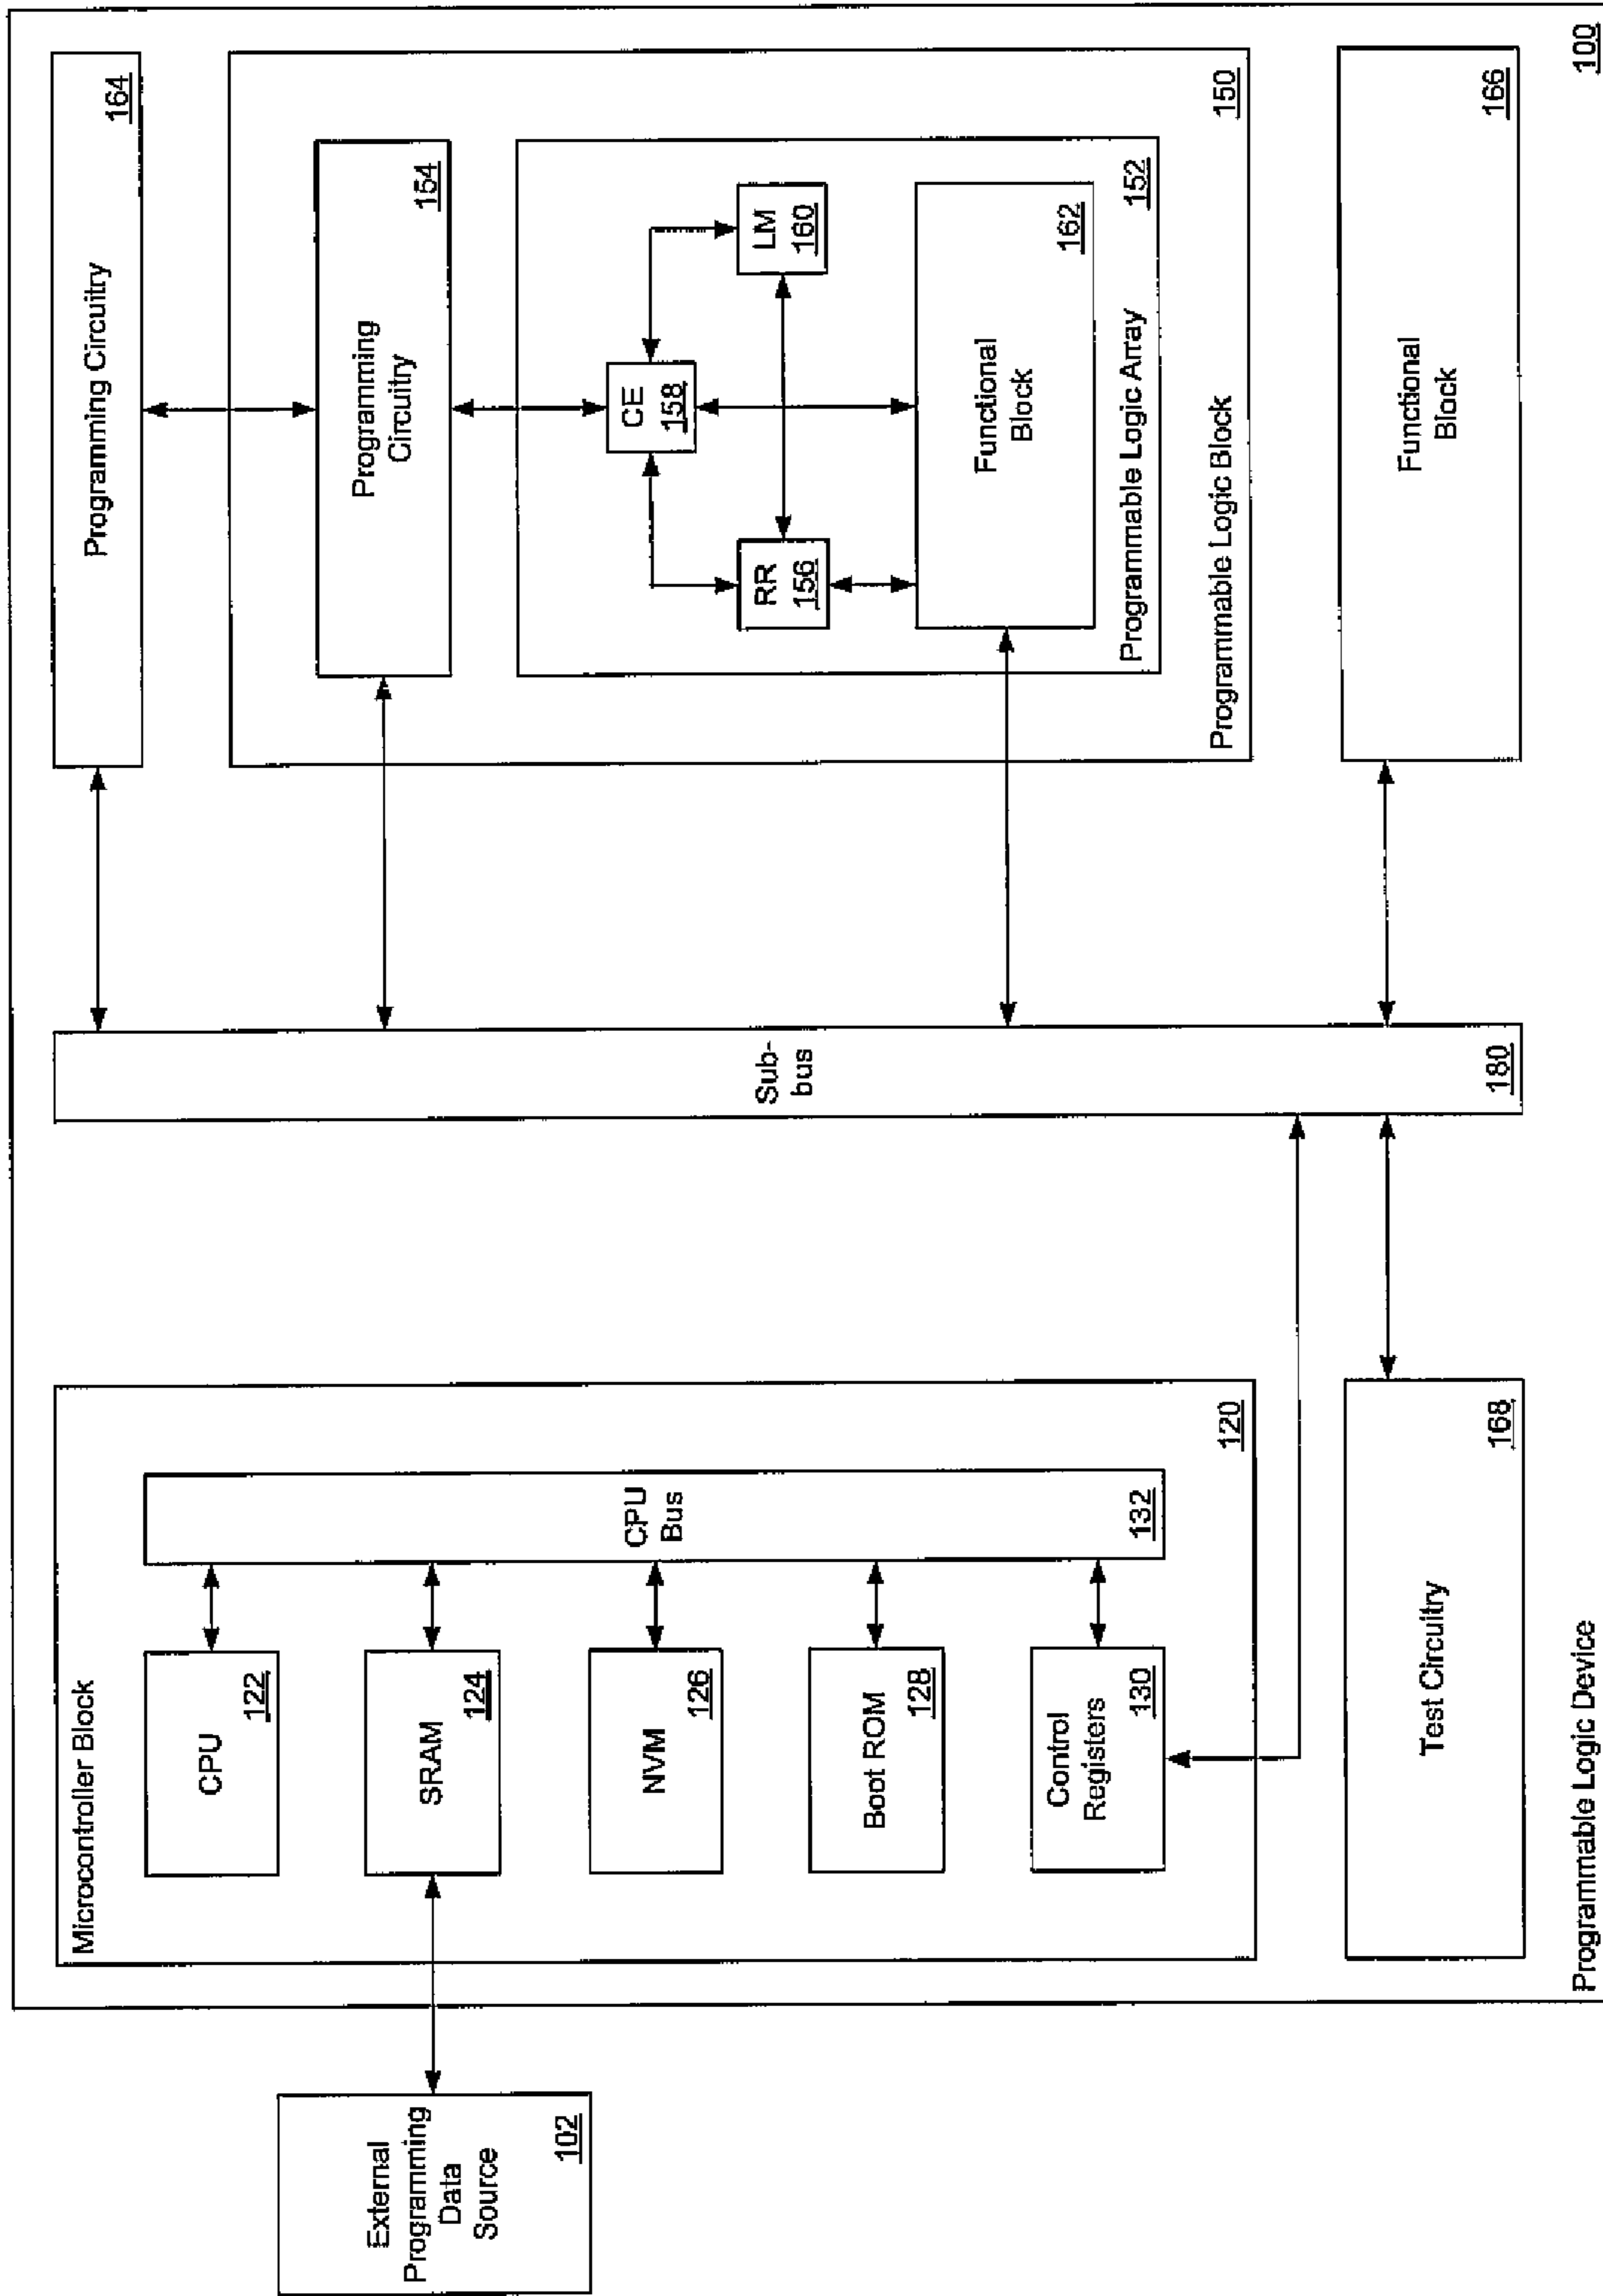 External
Programming
Data
Source
102
Microcontroller Block
CPU
122
SRAM
124
NVM
126
Boot ROM
128
Control
Registers
130
CPU
Bus
132
120
Test Circuitry
168
Sub-
bus
180
Programming Circuitry
164
Programming
Circuitry
154
CE
158
LM
160
RR
156
Functional
Block
162
Programmable Logic Array
152
Programmable Logic Block
150
Functional
Block
166
Programmable Logic Device
100